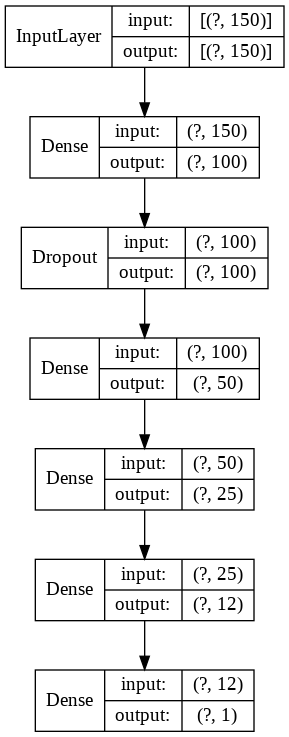 InputLayer
input: [(?, 150)]
output: [(?, 150)]
Dense
input: (?, 150)
output: (?, 100)
Dropout
input: (?, 100)
output: (?, 100)
Dense
input: (?, 100)
output: (?, 50)
Dense
input: (?, 50)
output: (?, 25)
Dense
input: (?, 25)
output: (?, 12)
Dense
input: (?, 12)
output: (?, 1)